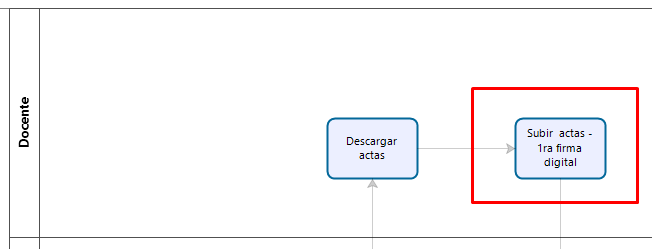 Docente
Descargar
actas
Subir actas -
1ra firma
digital